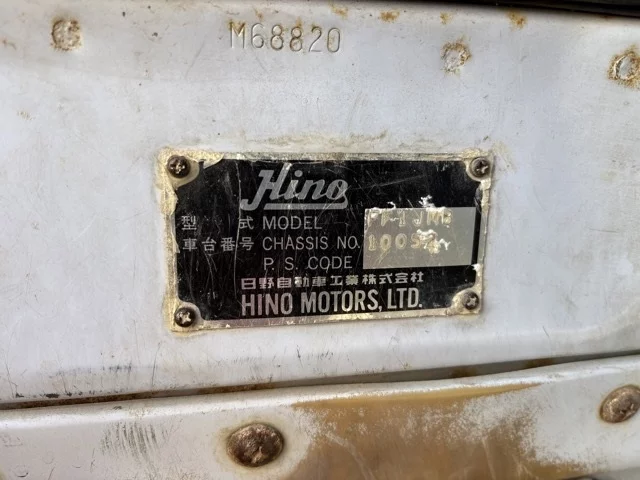 M68820
Hino
型 式 MODEL
車台番号 CHASSIS NO.
P. S. CODE
日野自動車工業株式会社
HINO MOTORS, LTD.